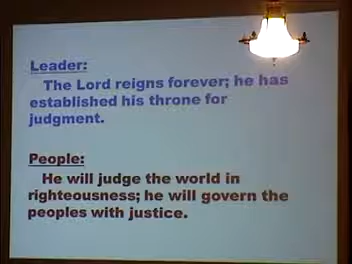 Leader:
The Lord reigns forever; he has
established his throne for
judgment.
People:
He will judge the world in
righteousness; he will govern the
peoples with justice.